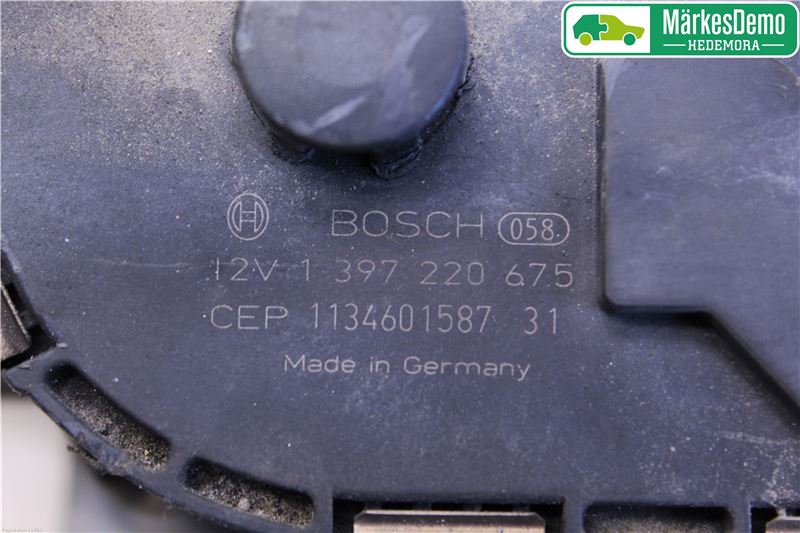 MärkesDemo
HEDEMORA
BOSCH 058
12V 1 397 220 675
CEP 1134601587 31
Made in Germany